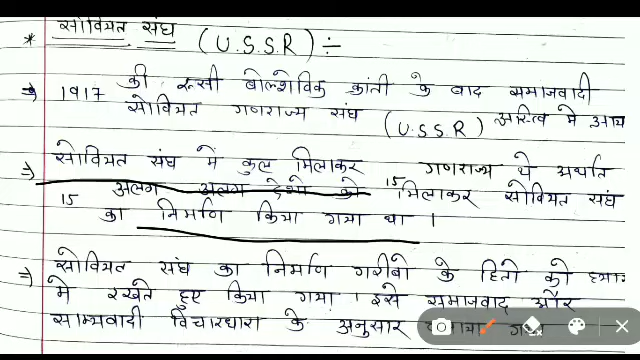 * सोवियत संघ (U.S.S.R) ÷
⇒ 1917 की रूसी बोल्शेविक क्रांती के बाद समाजवादी
सोवियत गणराज्य संघ (U.S.S.R) अस्तित्व मे आय
⇒ सोवियत संघ मे कुल मिलाकर 15 गणराज्य थे अर्थात
15 अलग अलग देशो को मिलाकर सोवियत संघ
का निर्माण किया गया था ।
⇒ सोवियत संघ का निर्माण गरीबो के हितो को ध्यान
मे रखते हुए किया गया । इसे समाजवाद और
साम्यवादी विचारधारा के अनुसार